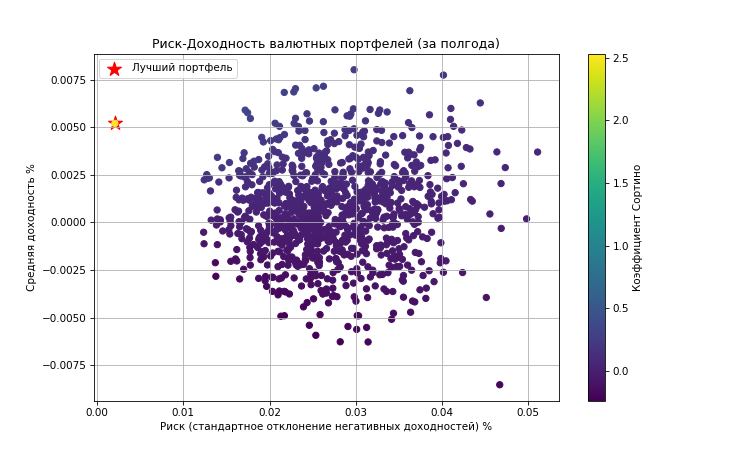 Риск-Доходность валютных портфелей (за полгода)
Лучший портфель
Средняя доходность %
0.0075
0.0050
0.0025
0.0000
−0.0025
−0.0050
−0.0075
0.00 0.01 0.02 0.03 0.04 0.05
Риск (стандартное отклонение негативных доходностей) %
2.5
2.0
1.5
1.0
0.5
0.0
Коэффициент Сортино